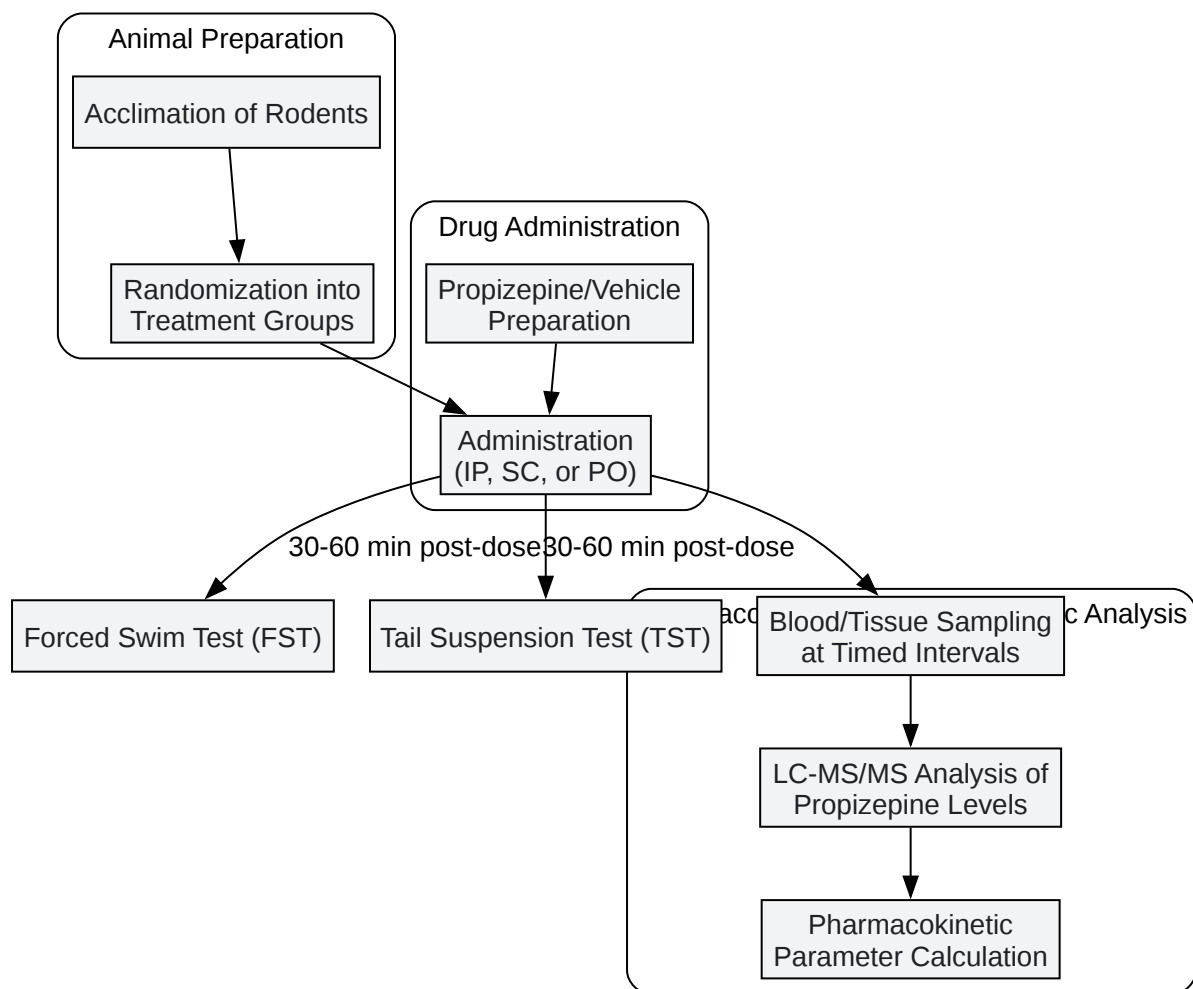 Animal Preparation
Acclimation of Rodents
Drug Administration
Randomization into
Treatment Groups
Propizepine/Vehicle
Preparation
Administration
(IP, SC, or PO)
30-60 min post-dose
30-60 min post-dose
Forced Swim Test (FST)
Tail Suspension Test (TST)
Analysis
Blood/Tissue Sampling
at Timed Intervals
LC-MS/MS Analysis of
Propizepine Levels
Pharmacokinetic
Parameter Calculation